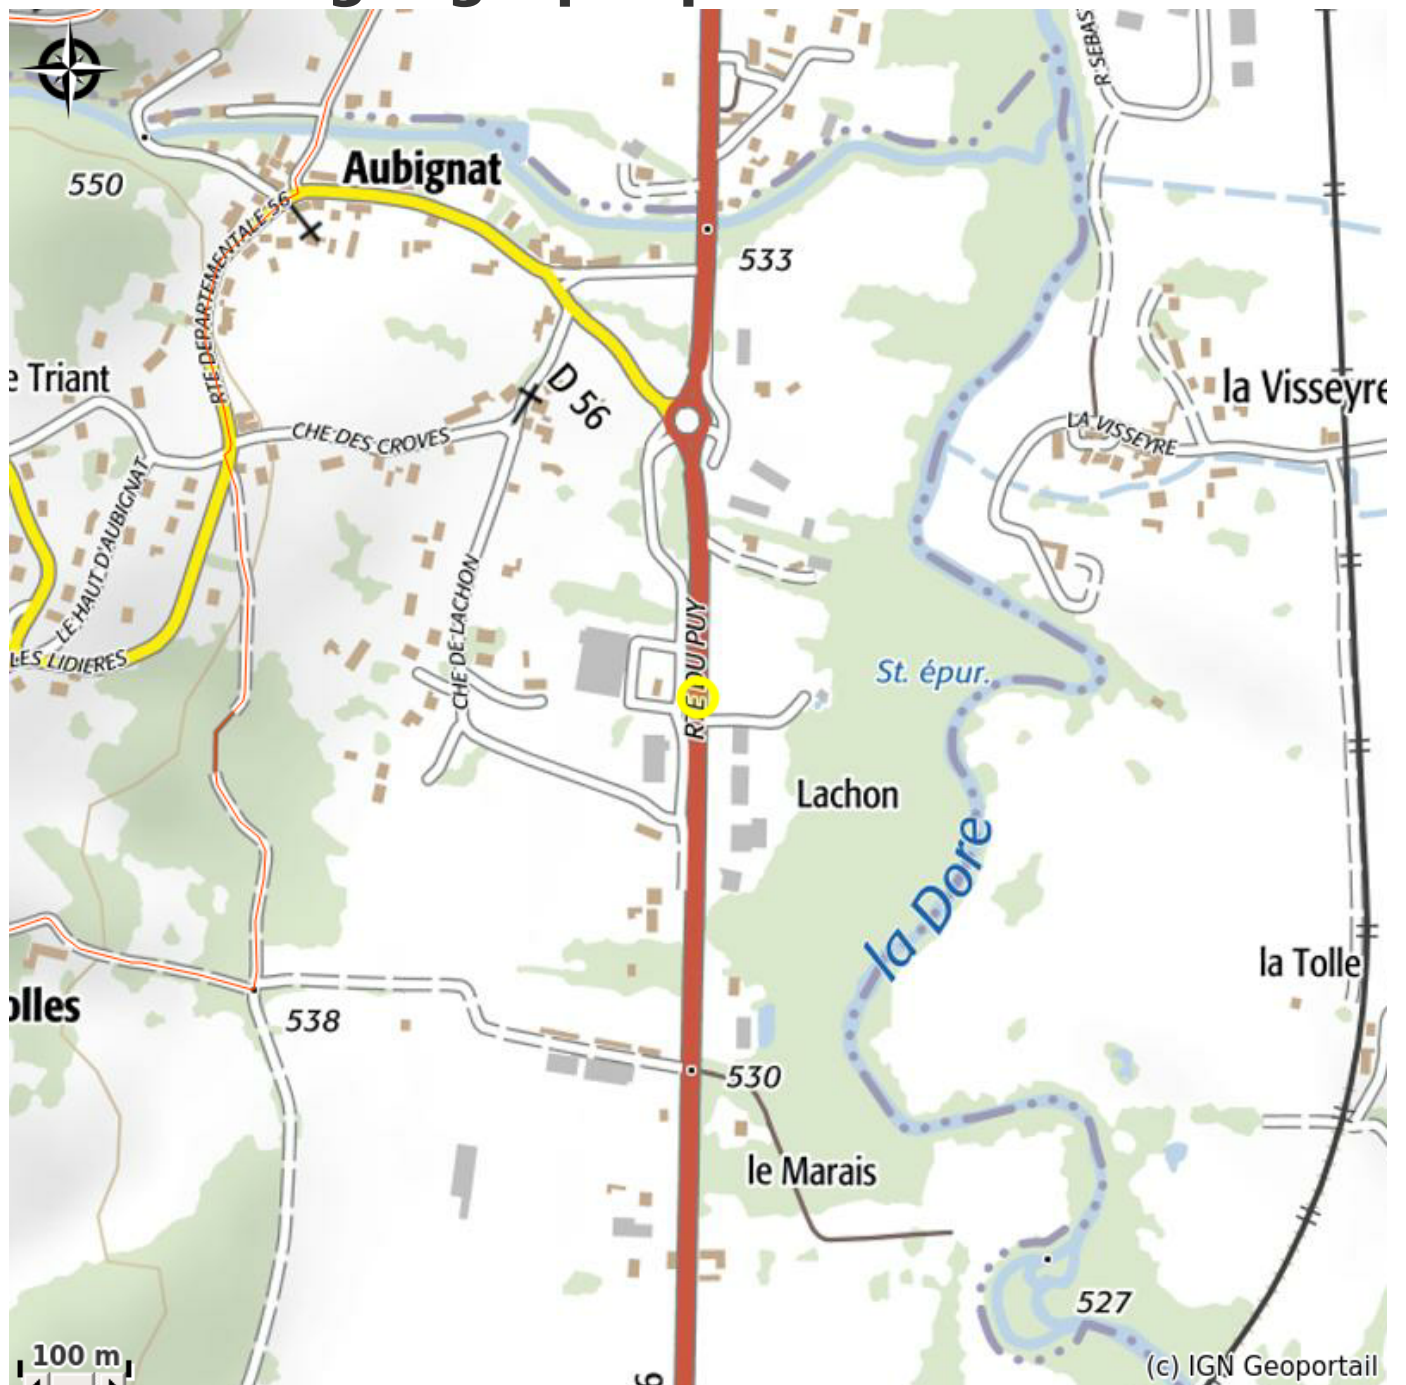 R SEBAS
Aubignat
550
RTE DEPARTEMENTALE 56
533
e Triant
D 56
la Visseyre
LA VISSEYRE
CHE DES CROVES
LE HAUT D'AUBIGNAT
CHE DE LACHON
RTE DU PUY
LES LIDIERES
St. épur.
Lachon
la Dore
la Tolle
olles
538
530
le Marais
527
100 m
(c) IGN Geoportail